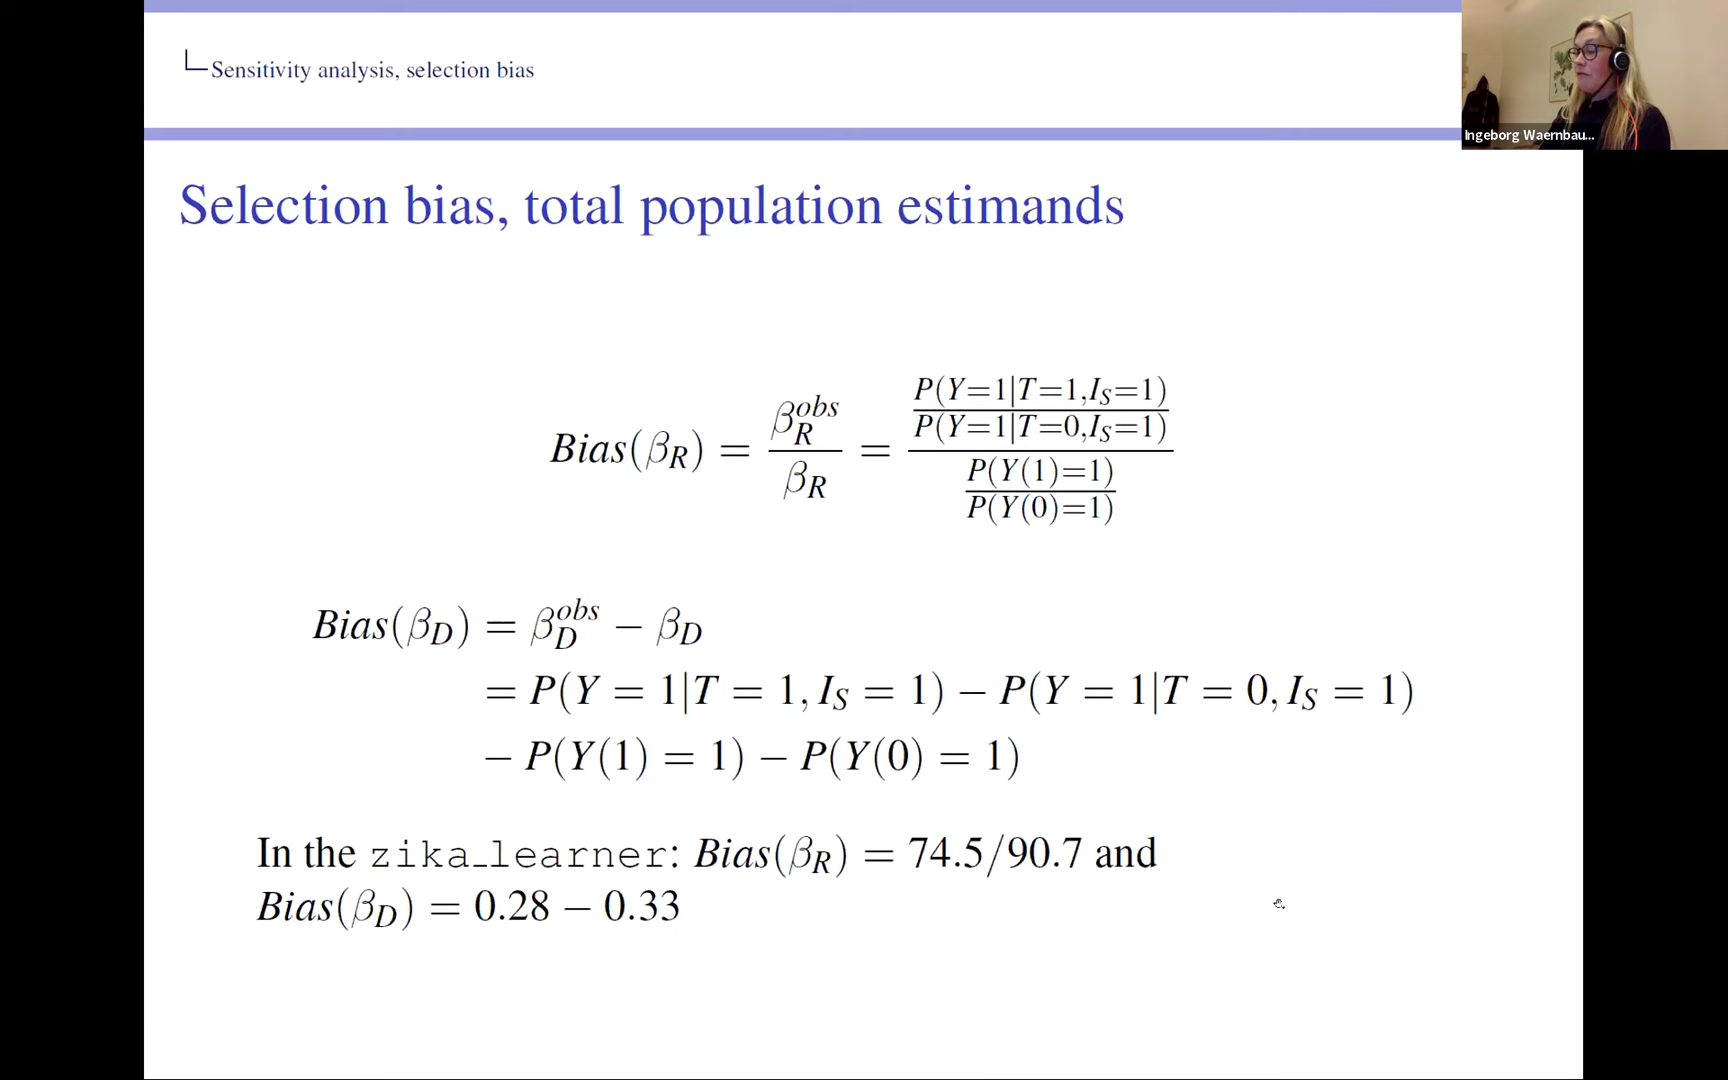 Sensitivity analysis, selection bias
Ingeborg Waernbau...
Selection bias, total population estimands
Bias(β_R) = β_R^{obs} / β_R = (P(Y=1|T=1,I_S=1) / P(Y=1|T=0,I_S=1)) / (P(Y(1)=1) / P(Y(0)=1))
Bias(β_D) = β_D^{obs} − β_D
= P(Y = 1|T = 1, I_S = 1) − P(Y = 1|T = 0, I_S = 1)
− P(Y(1) = 1) − P(Y(0) = 1)
In the zika_learner: Bias(β_R) = 74.5/90.7 and
Bias(β_D) = 0.28 − 0.33